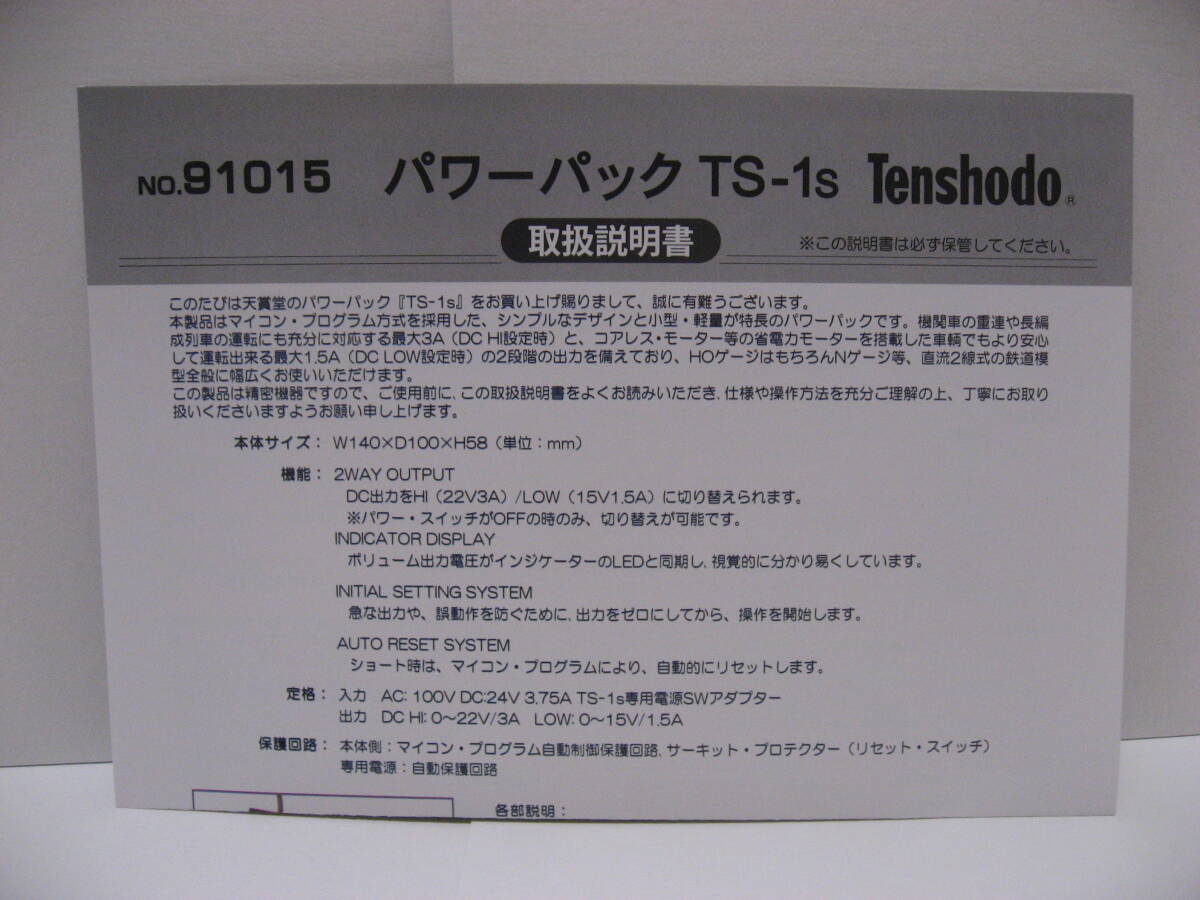 NO.91015 パワーパック TS-1s Tenshodo®
取扱説明書
※この説明書は必ず保管してください。
このたびは天賞堂のパワーパック『TS-1s』をお買い上げ賜りまして、誠に有難うございます。
本製品はマイコン・プログラム方式を採用した、シンプルなデザインと小型・軽量が特長のパワーパックです。機関車の重連や長編
成列車の運転にも充分に対応する最大3A（DC HI設定時）と、コアレス・モーター等の省電力モーターを搭載した車輌でもより安心
して運転出来る最大1.5A（DC LOW設定時）の2段階の出力を備えており、HOゲージはもちろんNゲージ等、直流2線式の鉄道模
型全般に幅広くお使いいただけます。
この製品は精密機器ですので、ご使用前に、この取扱説明書をよくお読みいただき、仕様や操作方法を充分ご理解の上、丁寧にお取り
扱いくださいますようお願い申し上げます。
本体サイズ： W140×D100×H58（単位：mm）
機能： 2WAY OUTPUT
DC出力をHI（22V3A）/LOW（15V1.5A）に切り替えられます。
※パワー・スイッチがOFFの時のみ、切り替えが可能です。
INDICATOR DISPLAY
ボリューム出力電圧がインジケーターのLEDと同期し、視覚的に分かり易くしています。
INITIAL SETTING SYSTEM
急な出力や、誤動作を防ぐために、出力をゼロにしてから、操作を開始します。
AUTO RESET SYSTEM
ショート時は、マイコン・プログラムにより、自動的にリセットします。
定格： 入力 AC: 100V DC:24V 3.75A TS-1s専用電源SWアダプター
出力 DC HI: 0～22V/3A LOW: 0～15V/1.5A
保護回路： 本体側：マイコン・プログラム自動制御保護回路、サーキット・プロテクター（リセット・スイッチ）
専用電源：自動保護回路
各部説明：